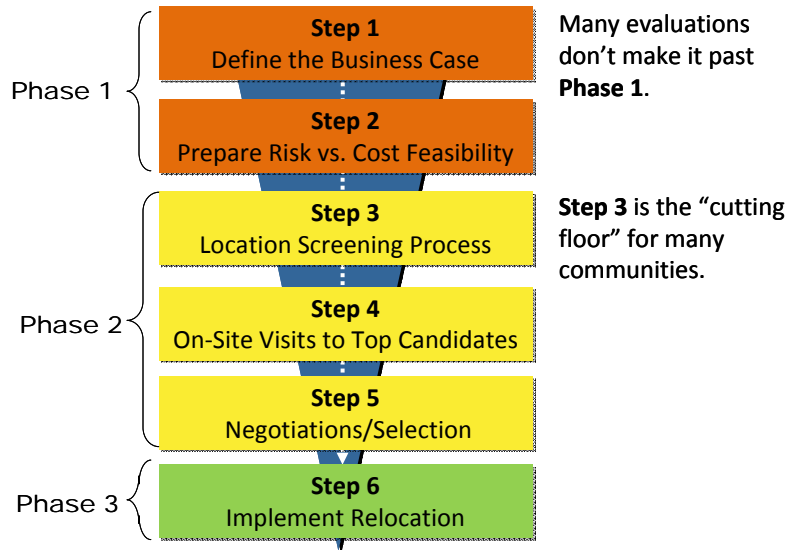 Phase 1
Step 1
Define the Business Case
Step 2
Prepare Risk vs. Cost Feasibility
Many evaluations
don’t make it past
Phase 1.
Phase 2
Step 3
Location Screening Process
Step 3 is the “cutting
floor” for many
communities.
Step 4
On-Site Visits to Top Candidates
Step 5
Negotiations/Selection
Phase 3
Step 6
Implement Relocation